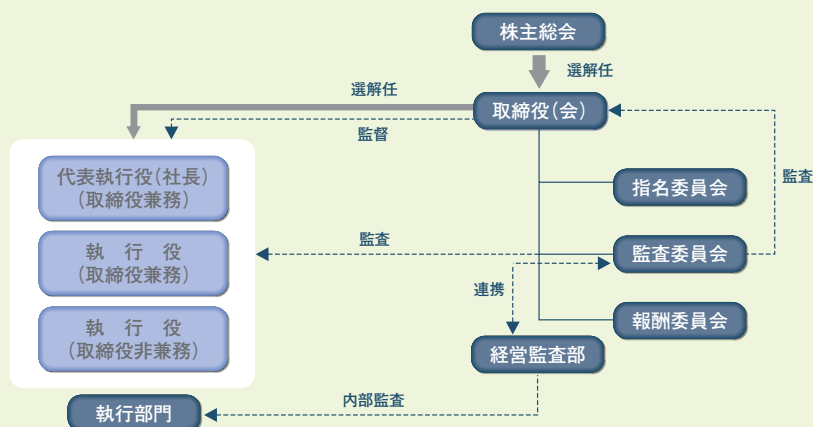 株主総会
選解任
選解任
取締役（会）
監督
監査
代表執行役（社長）
（取締役兼務）
指名委員会
執　行　役
（取締役兼務）
監査
監査委員会
連携
執　行　役
（取締役非兼務）
報酬委員会
経営監査部
内部監査
執行部門